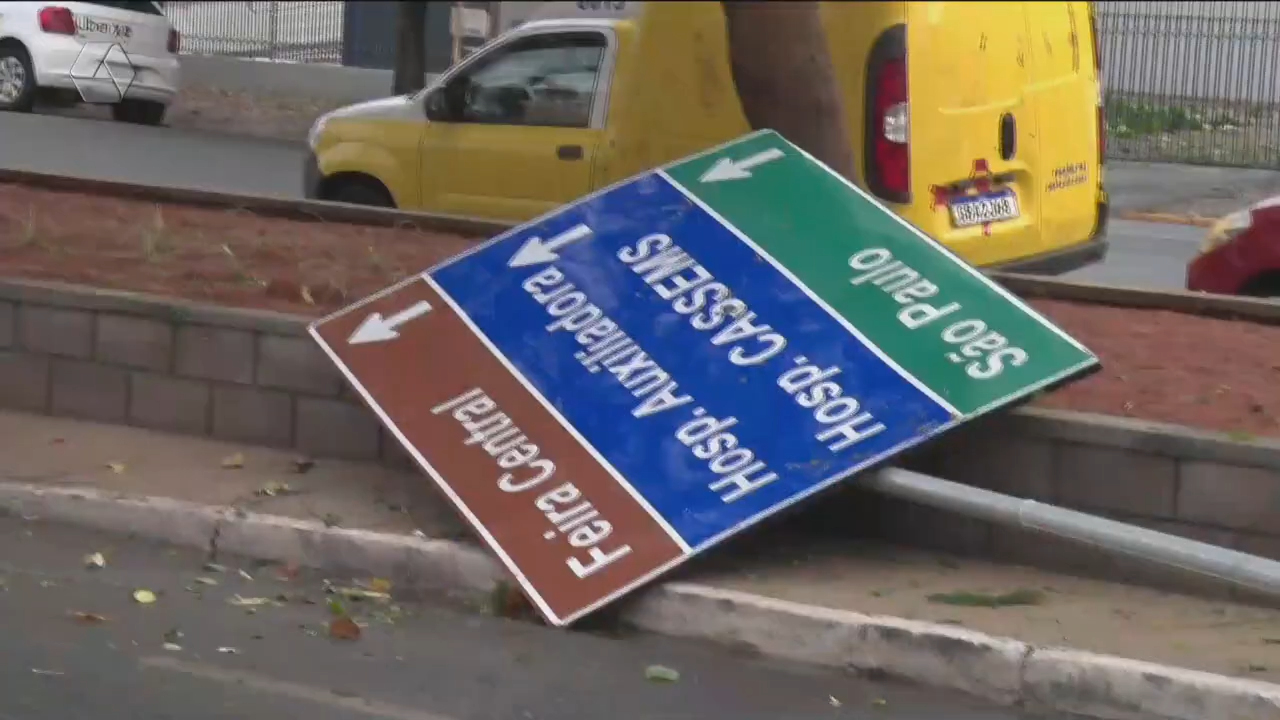 São Paulo
Hosp. CASSEMS
Hosp. Auxiliadora
Feira Central